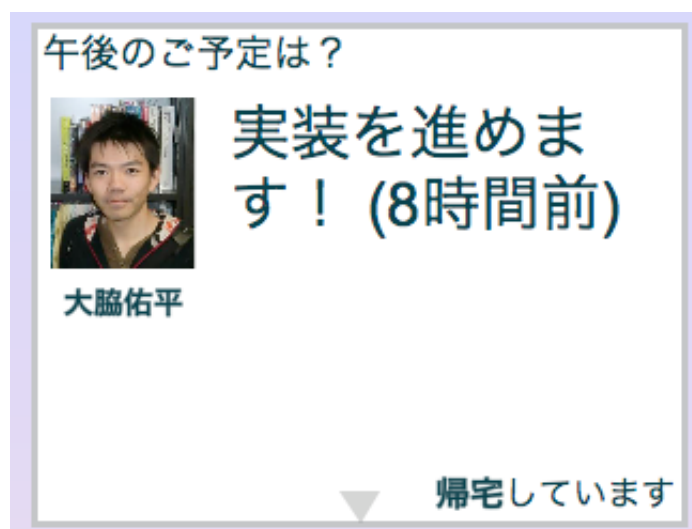 午後のご予定は？
実装を進めま
す！ (8時間前)
大脇佑平
帰宅しています